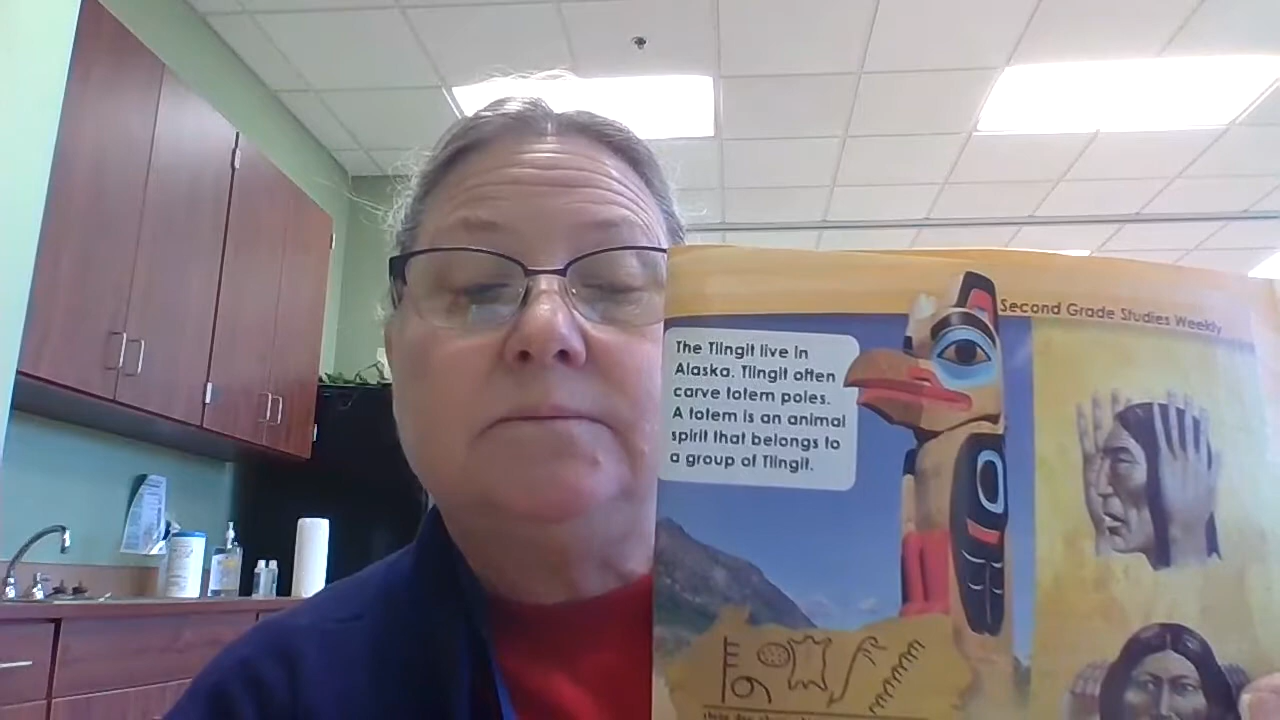 Second Grade Studies Weekly
The Tlingit live in
Alaska. Tlingit often
carve totem poles.
A totem is an animal
spirit that belongs to
a group of Tlingit.